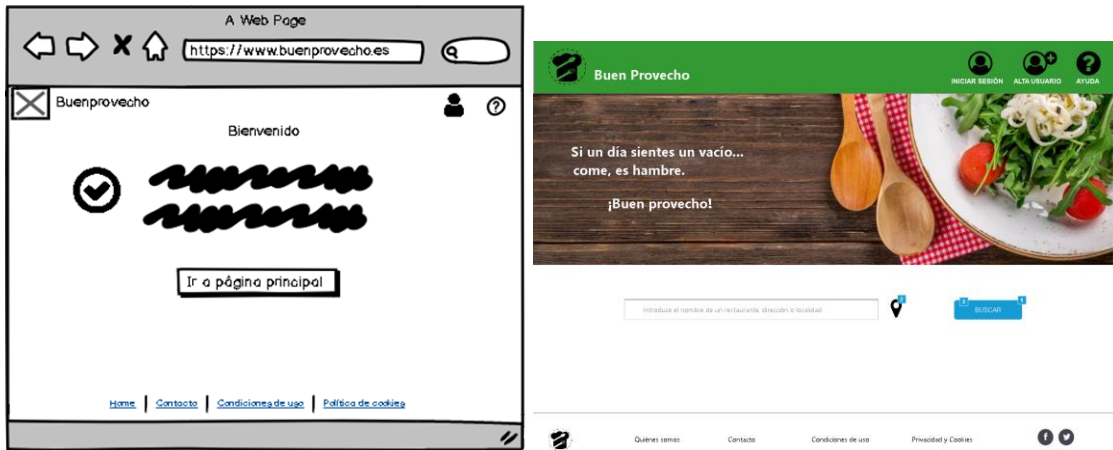 A Web Page
https://www.buenprovecho.es
Buenprovecho
Bienvenido
Ir a página principal
Home | Contacto | Condiciones de uso | Política de cookies
Buen Provecho
INICIAR SESIÓN ALTA USUARIO AYUDA
Si un día sientes un vacío...
come, es hambre.
¡Buen provecho!
Introduce el nombre de un restaurante, dirección o localidad
BUSCAR
Quiénes somos Contacto Condiciones de uso Privacidad y Cookies